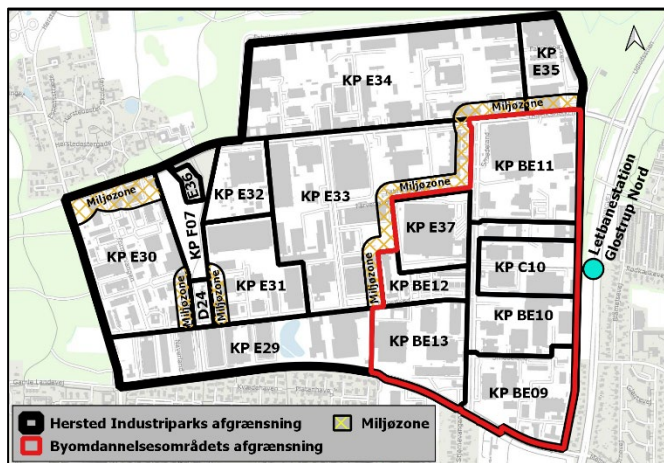 KP E34
KP
E35
Miljøzone
KP BE11
Miljøzone
KP E32
KP E33
E36
Miljøzone
KP F07
KP E37
KP E30
Miljøzone
KP C10
Letbanestation
Glostrup Nord
KP E31
KP BE12
Miljøzone
D24
Miljøzone
KP BE10
KP E29
KP BE13
KP BE09
Hersted Industriparks afgrænsning
Miljøzone
Byomdannelsesområdets afgrænsning